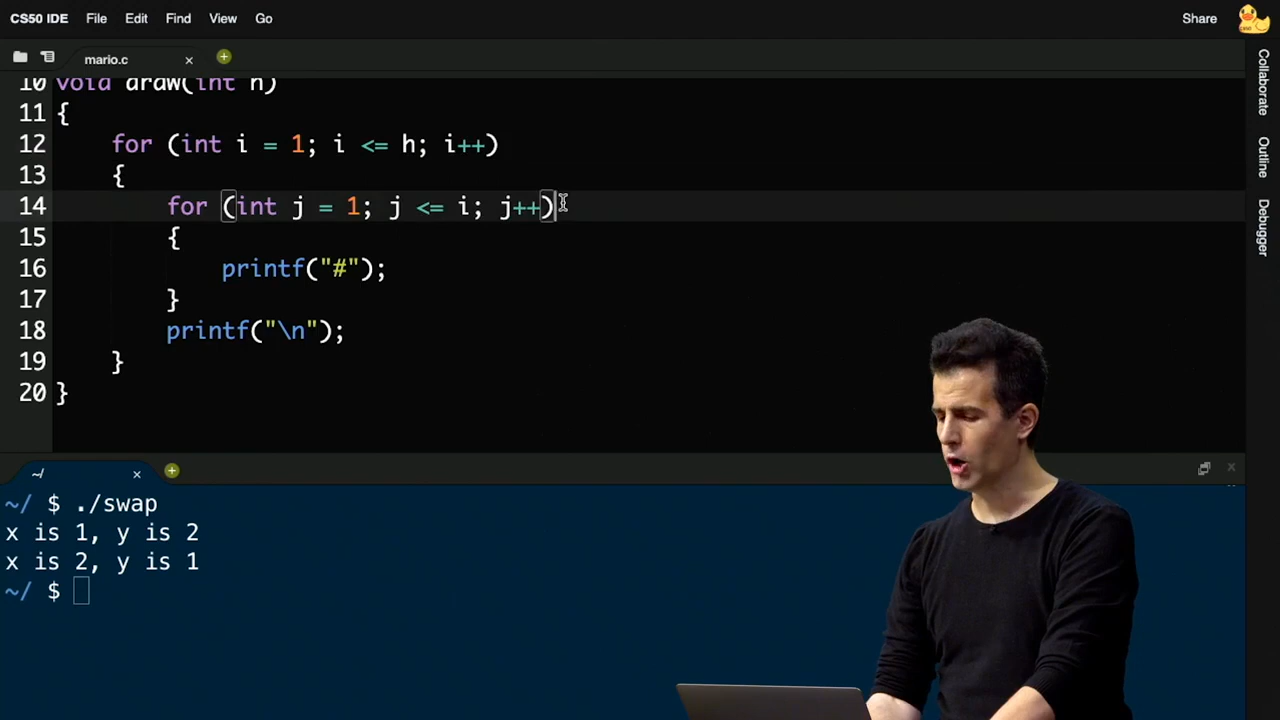 CS50 IDE File Edit Find View Go Share
mario.c
10 void draw(int h)
11 {
12 for (int i = 1; i <= h; i++)
13 {
14 for (int j = 1; j <= i; j++)
15 {
16 printf("#");
17 }
18 printf("\n");
19 }
20 }
Collaborate
Outline
Debugger
~/
~/ $ ./swap
x is 1, y is 2
x is 2, y is 1
~/ $